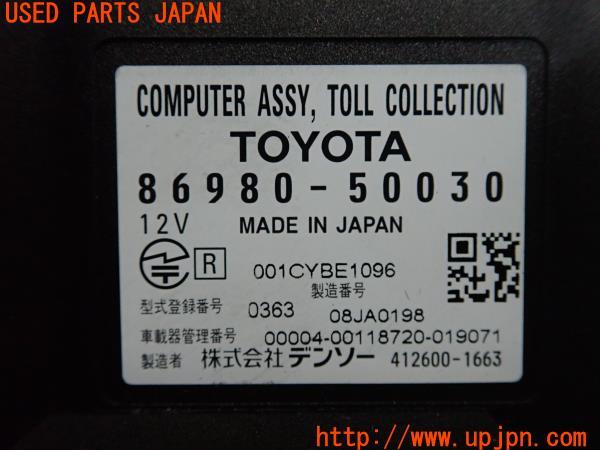 USED PARTS JAPAN
COMPUTER ASSY, TOLL COLLECTION
TOYOTA
86980-50030
12V MADE IN JAPAN
R 001CYBE1096
製造番号
型式登録番号 0363 08JA0198
車載器管理番号 00004-00118720-019071
製造者 株式会社 デンソー 412600-1663
UPJ
http://www.upjpn.com